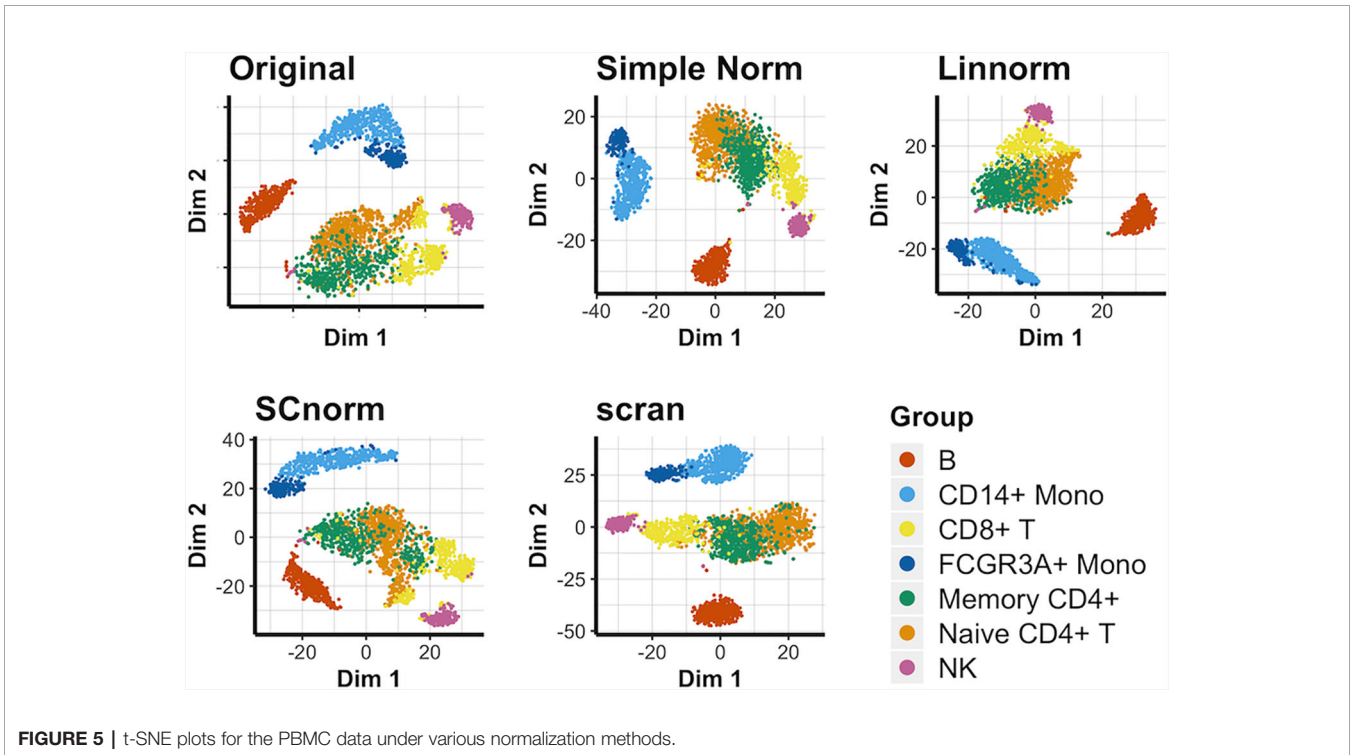 Original
Dim 2
Dim 1
Simple Norm
20
0
-20
Dim 2
-40 -20 0 20
Dim 1
Linnorm
20
0
-20
Dim 2
-20 0 20
Dim 1
SCnorm
40
20
0
-20
Dim 2
-20 0 20
Dim 1
scran
25
0
-25
-50
Dim 2
-20 0 20
Dim 1
Group
B
CD14+ Mono
CD8+ T
FCGR3A+ Mono
Memory CD4+
Naive CD4+ T
NK
FIGURE 5 | t-SNE plots for the PBMC data under various normalization methods.